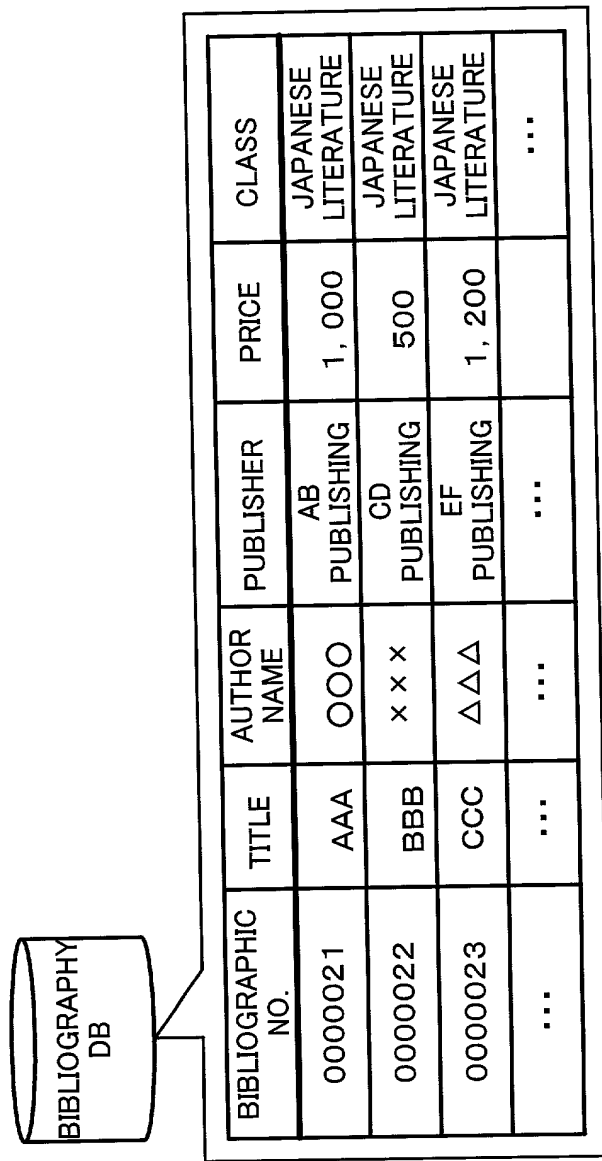 BIBLIOGRAPHY
DB
BIBLIOGRAPHIC
NO.
TITLE
AUTHOR
NAME
PUBLISHER
PRICE
CLASS
0000021
AAA
○○○
AB
PUBLISHING
1, 000
JAPANESE
LITERATURE
0000022
BBB
×××
CD
PUBLISHING
500
JAPANESE
LITERATURE
0000023
CCC
△△△
EF
PUBLISHING
1, 200
JAPANESE
LITERATURE
...
...
...
...
...